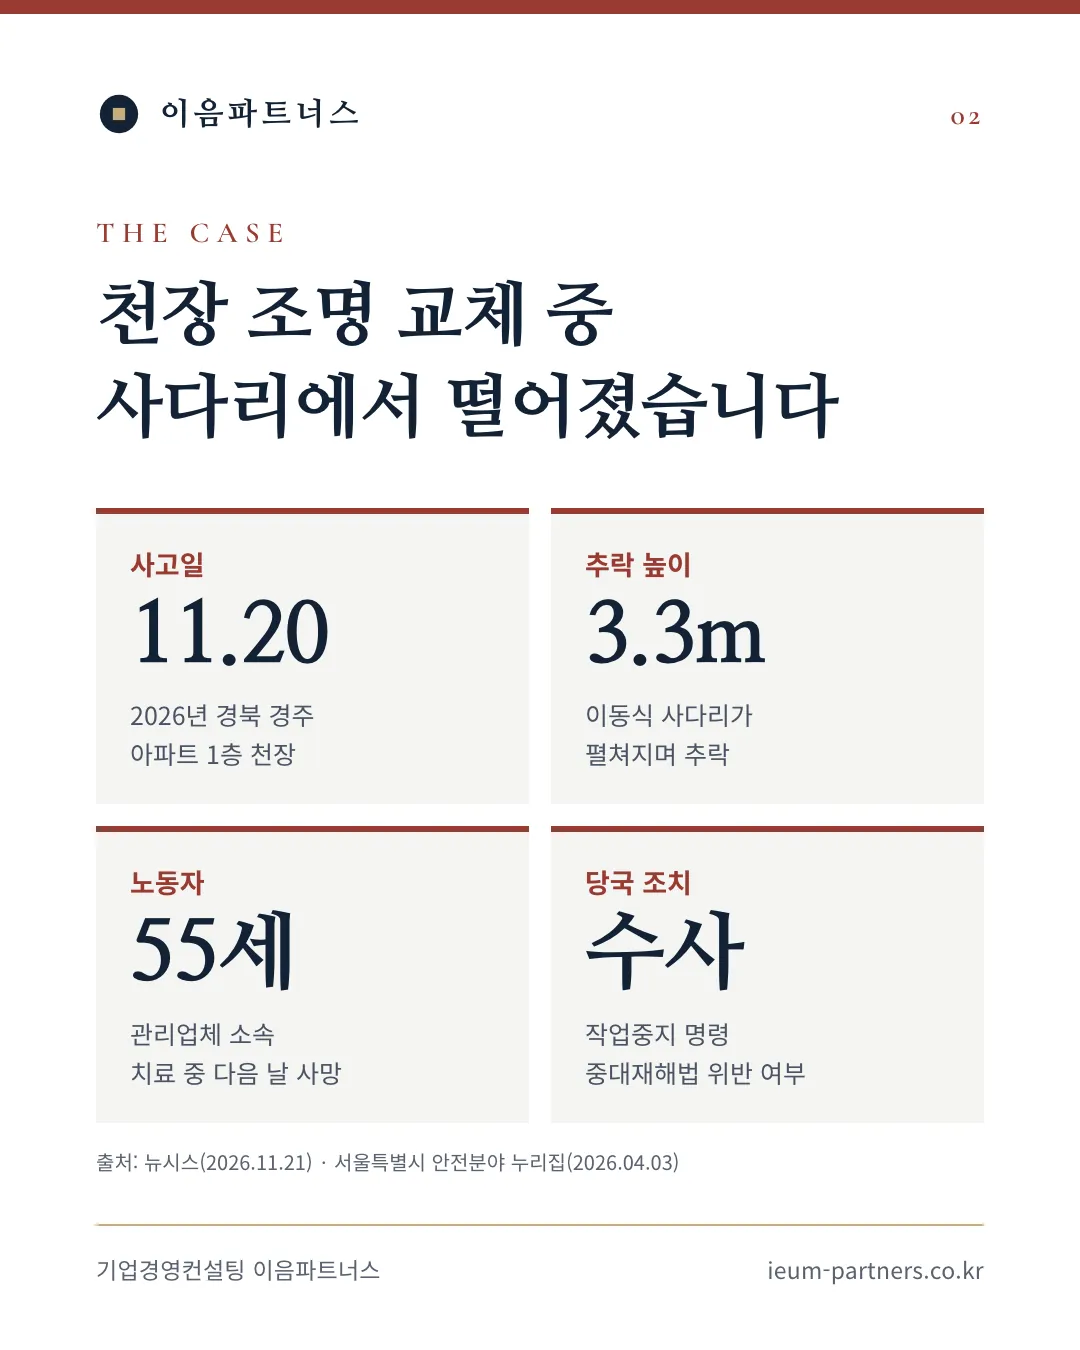 이음파트너스
02
THE CASE
천장 조명 교체 중
사다리에서 떨어졌습니다
사고일
11.20
2026년 경북 경주
아파트 1층 천장
추락 높이
3.3m
이동식 사다리가
펼쳐지며 추락
노동자
55세
관리업체 소속
치료 중 다음 날 사망
당국 조치
수사
작업중지 명령
중대재해법 위반 여부
출처: 뉴시스(2026.11.21) · 서울특별시 안전분야 누리집(2026.04.03)
기업경영컨설팅 이음파트너스
ieum-partners.co.kr